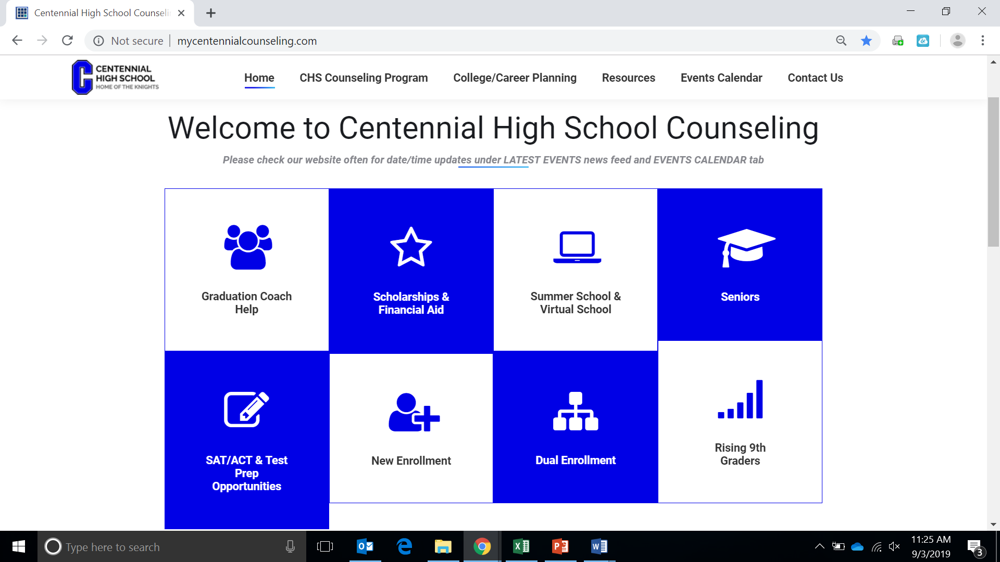 Centennial High School Counseli
Not secure
mycentennialcounseling.com
C
CENTENNIAL
HIGH SCHOOL
HOME OF THE KNIGHTS
Home
CHS Counseling Program
College/Career Planning
Resources
Events Calendar
Contact Us
Welcome to Centennial High School Counseling
Please check our website often for date/time updates under LATEST EVENTS news feed and EVENTS CALENDAR tab
Graduation Coach
Help
Scholarships &
Financial Aid
Summer School &
Virtual School
Seniors
SAT/ACT & Test
Prep
Opportunities
New Enrollment
Dual Enrollment
Rising 9th
Graders
Type here to search
11:25 AM
9/3/2019
3